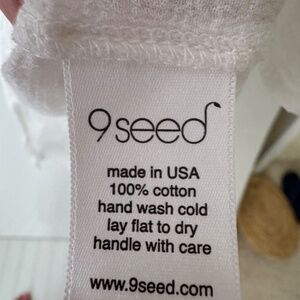 9seed
made in USA
100% cotton
hand wash cold
lay flat to dry
handle with care
www.9seed.com